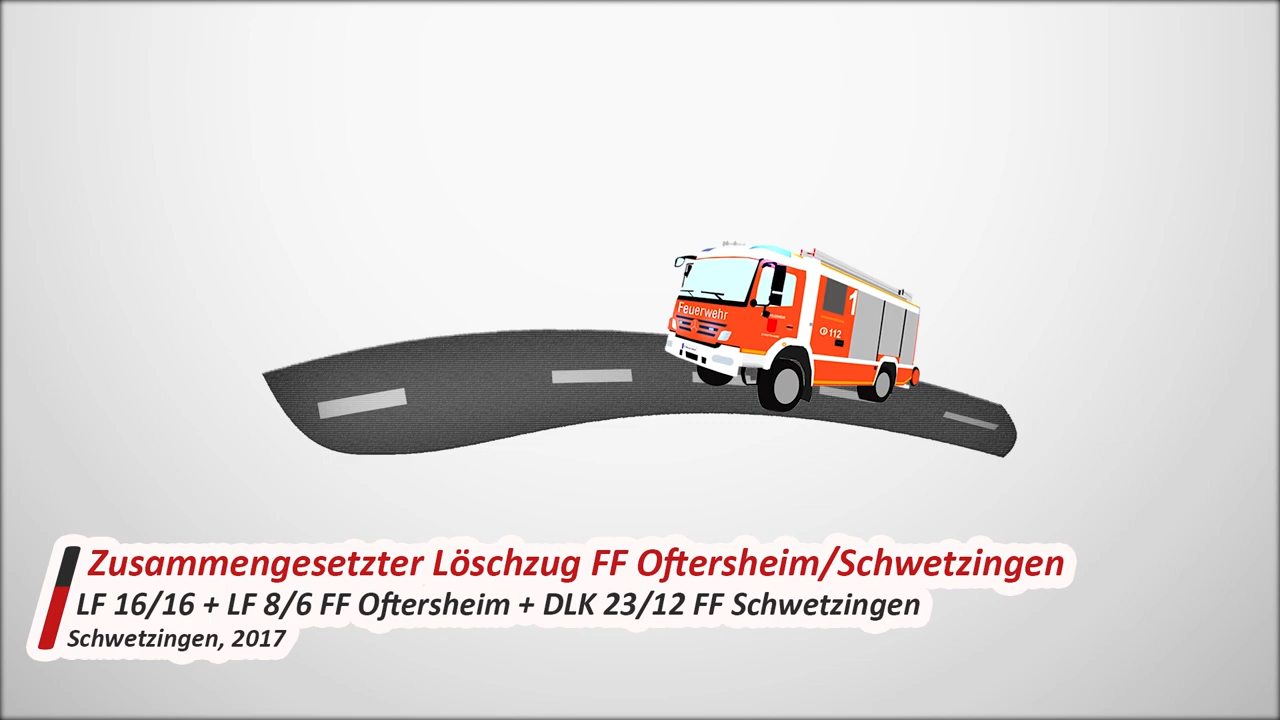 Feuerwehr
1
112
Zusammengesetzter Löschzug FF Oftersheim/Schwetzingen
LF 16/16 + LF 8/6 FF Oftersheim + DLK 23/12 FF Schwetzingen
Schwetzingen, 2017